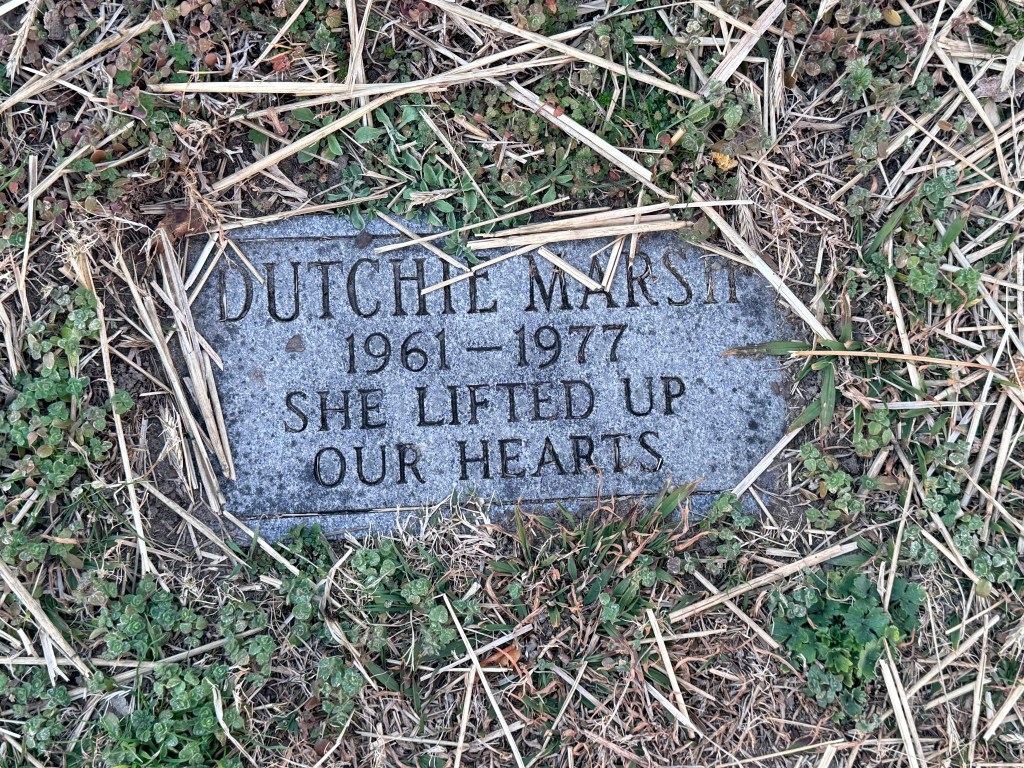 DUTCHIE MARSH
1961 – 1977
SHE LIFTED UP
OUR HEARTS